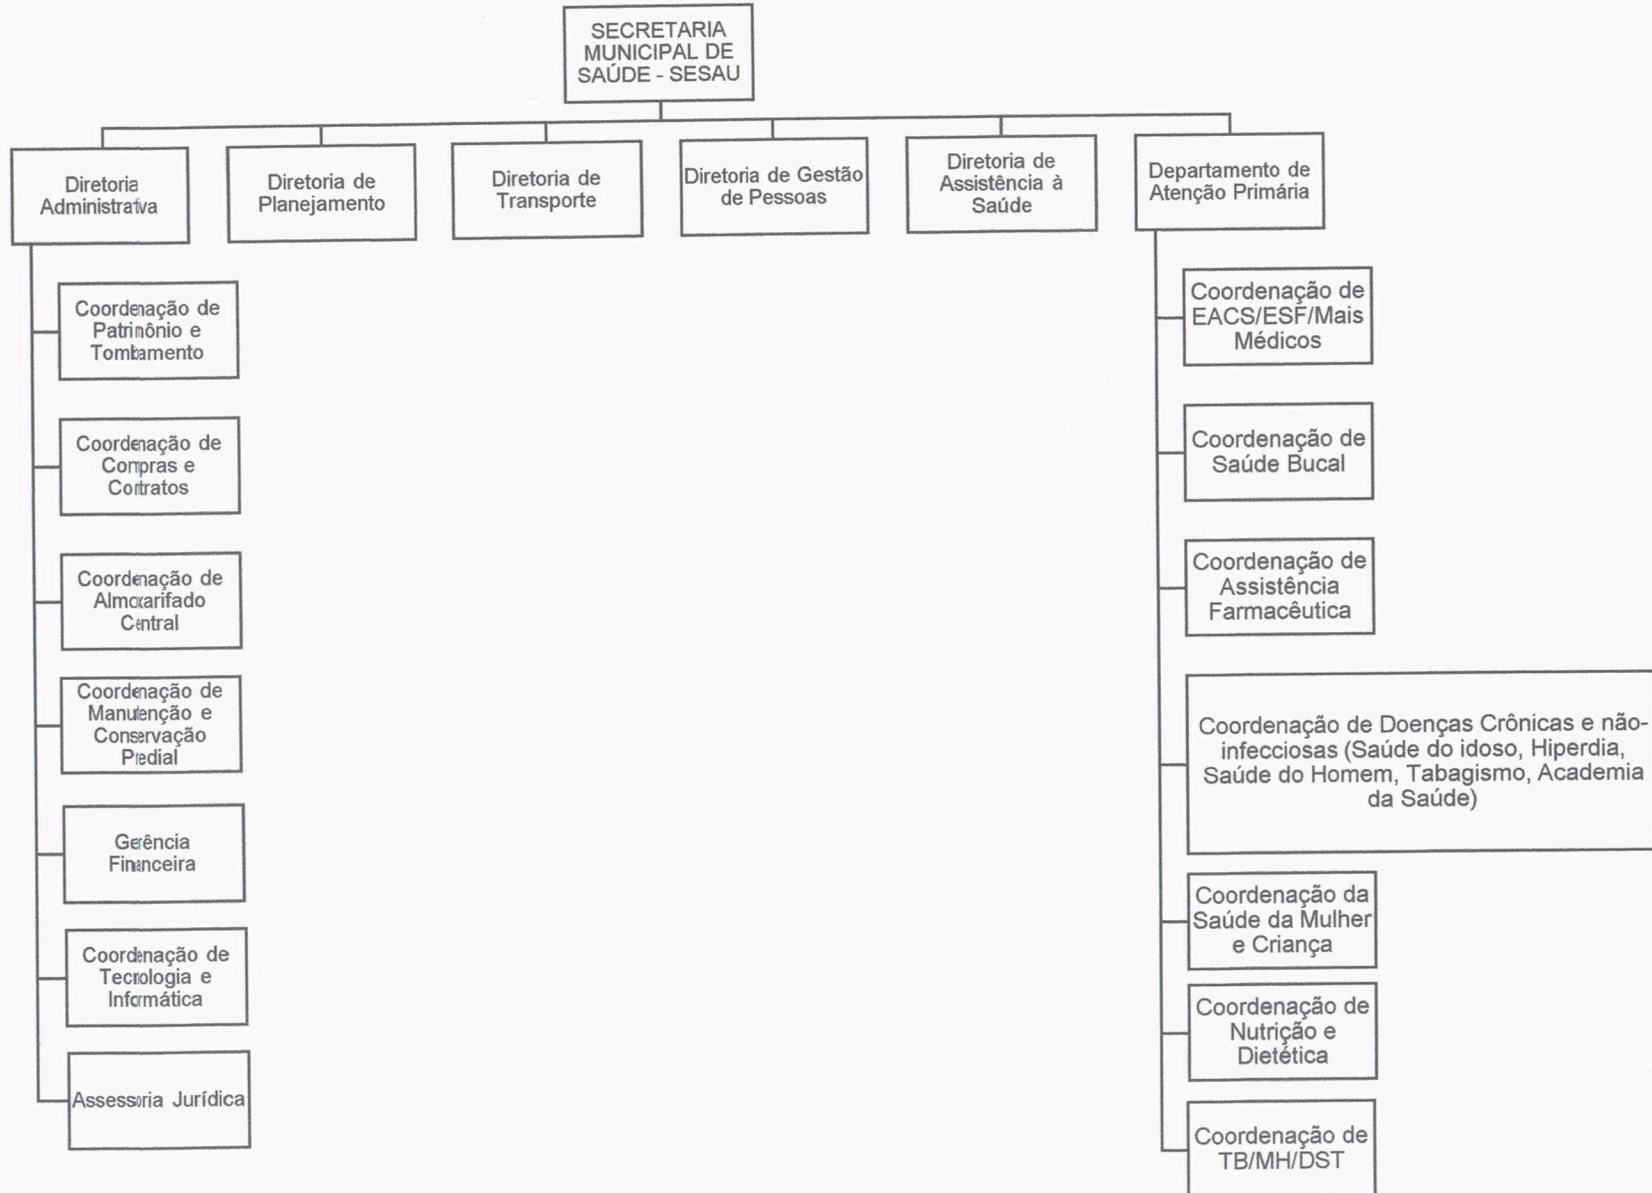 SECRETARIA
MUNICIPAL DE
SAÚDE - SESAU
Diretoria
Administrativa
Diretoria de
Planejamento
Diretoria de
Transporte
Diretoria de Gestão
de Pessoas
Diretoria de
Assistência à
Saúde
Departamento de
Atenção Primária
Coordenação de
Patrimônio e
Tombamento
Coordenação de
Compras e
Contratos
Coordenação de
Almoxarifado
Central
Coordenação de
Manutenção e
Conservação
Predial
Gerência
Financeira
Coordenação de
Tecnologia e
Informática
Assessoria Jurídica
Coordenação de
EACS/ESF/Mais
Médicos
Coordenação de
Saúde Bucal
Coordenação de
Assistência
Farmacêutica
Coordenação de Doenças Crônicas e não-
infecciosas (Saúde do idoso, Hiperdia,
Saúde do Homem, Tabagismo, Academia
da Saúde)
Coordenação da
Saúde da Mulher
e Criança
Coordenação de
Nutrição e
Dietética
Coordenação de
TB/MH/DST